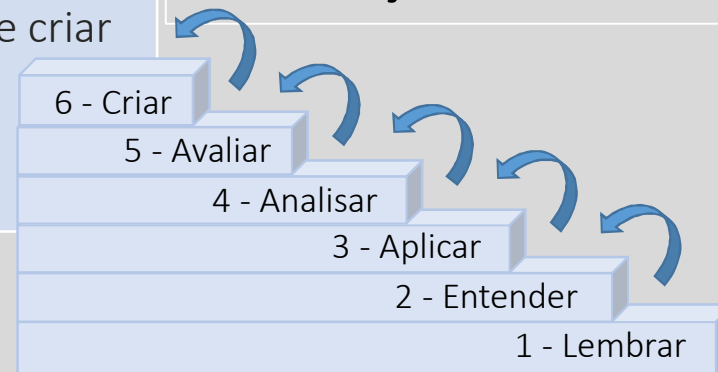 e criar
6 - Criar
5 - Avaliar
4 - Analisar
3 - Aplicar
2 - Entender
1 - Lembrar